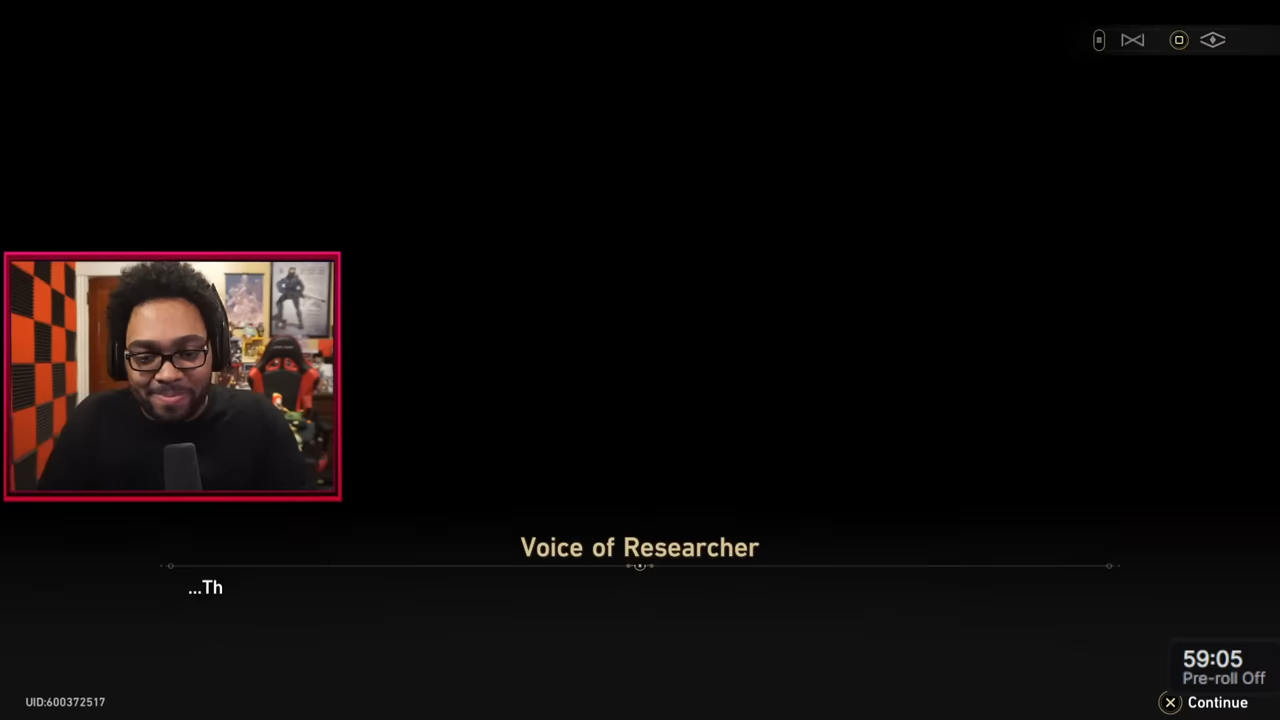 Voice of Researcher
...Th
59:05
Pre-roll Off
UID:600372517
Continue